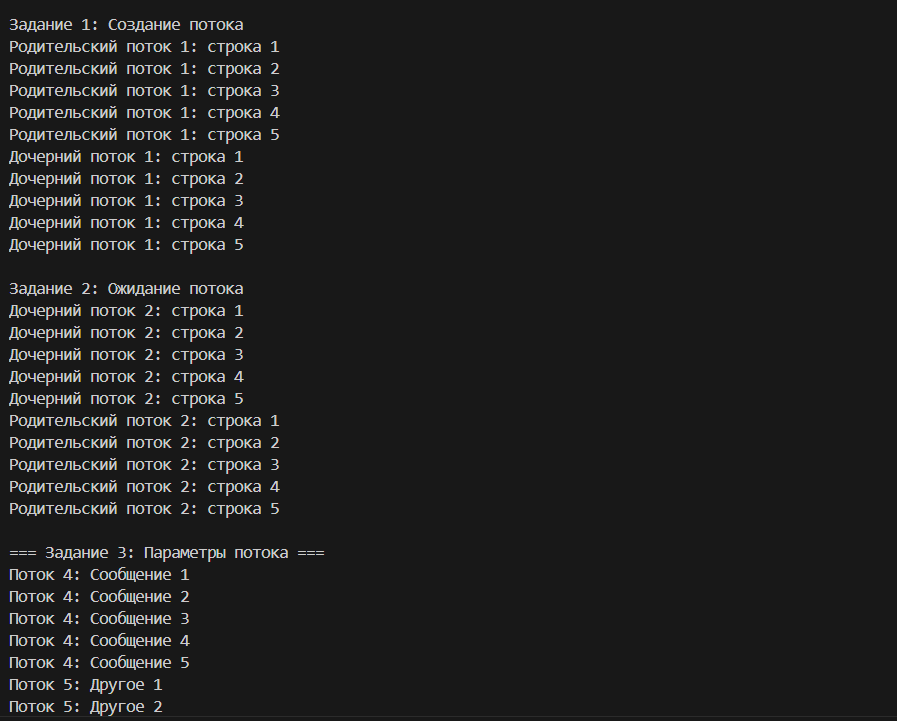 Задание 1: Создание потока
Родительский поток 1: строка 1
Родительский поток 1: строка 2
Родительский поток 1: строка 3
Родительский поток 1: строка 4
Родительский поток 1: строка 5
Дочерний поток 1: строка 1
Дочерний поток 1: строка 2
Дочерний поток 1: строка 3
Дочерний поток 1: строка 4
Дочерний поток 1: строка 5
Задание 2: Ожидание потока
Дочерний поток 2: строка 1
Дочерний поток 2: строка 2
Дочерний поток 2: строка 3
Дочерний поток 2: строка 4
Дочерний поток 2: строка 5
Родительский поток 2: строка 1
Родительский поток 2: строка 2
Родительский поток 2: строка 3
Родительский поток 2: строка 4
Родительский поток 2: строка 5
=== Задание 3: Параметры потока ===
Поток 4: Сообщение 1
Поток 4: Сообщение 2
Поток 4: Сообщение 3
Поток 4: Сообщение 4
Поток 4: Сообщение 5
Поток 5: Другое 1
Поток 5: Другое 2